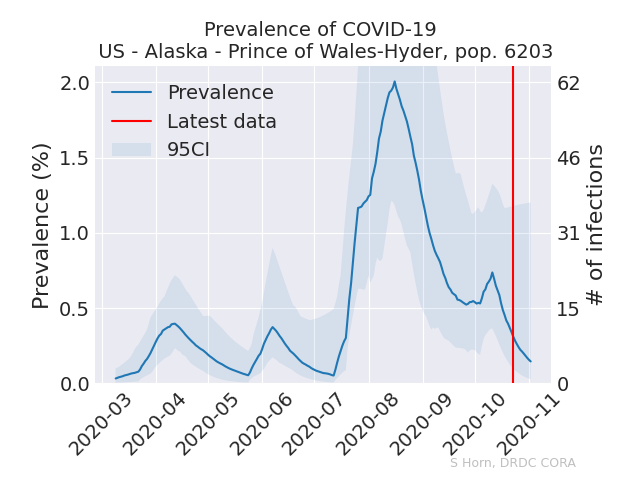 Prevalence of COVID-19
US - Alaska - Prince of Wales-Hyder, pop. 6203
Prevalence
Latest data
95CI
Prevalence (%)
2.0
1.5
1.0
0.5
0.0
62
46
31
15
0
# of infections
2020-03
2020-04
2020-05
2020-06
2020-07
2020-08
2020-09
2020-10
2020-11
S Horn, DRDC CORA